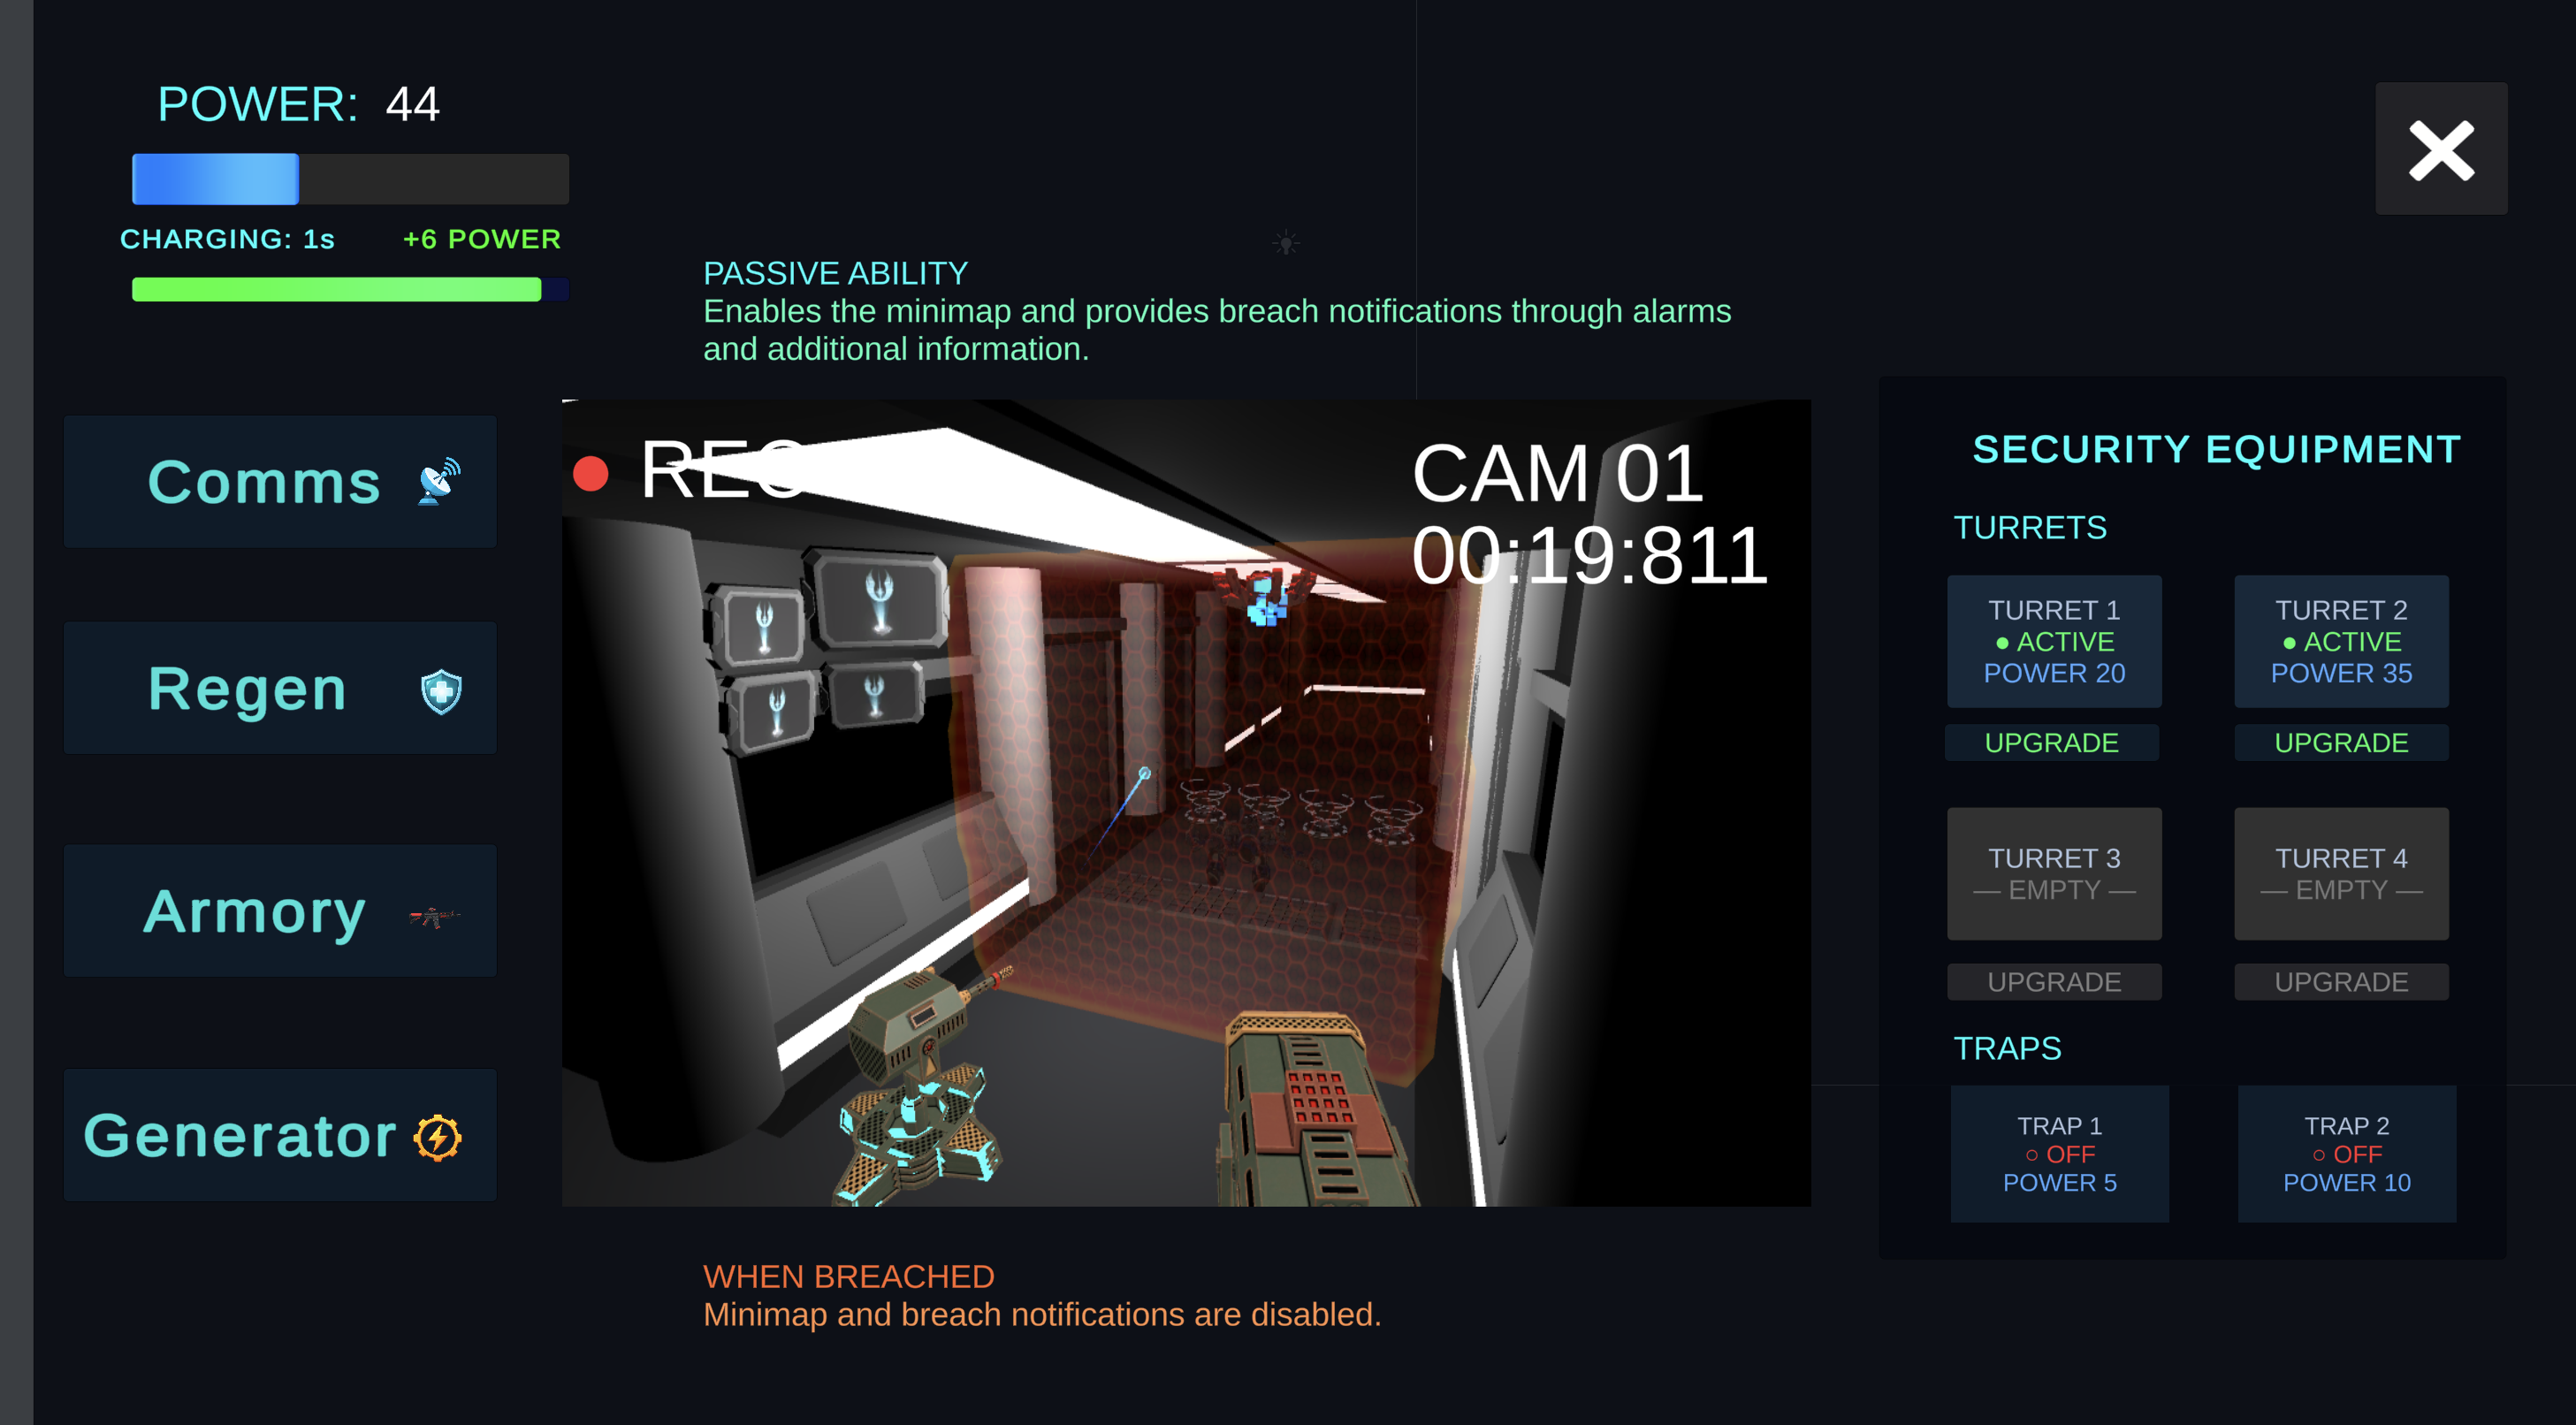 POWER: 44
CHARGING: 1s +6 POWER
PASSIVE ABILITY
Enables the minimap and provides breach notifications through alarms
and additional information.
Comms
Regen
Armory
Generator
REC
CAM 01
00:19:811
SECURITY EQUIPMENT
TURRETS
TURRET 1
● ACTIVE
POWER 20
UPGRADE
TURRET 2
● ACTIVE
POWER 35
UPGRADE
TURRET 3
— EMPTY —
UPGRADE
TURRET 4
— EMPTY —
UPGRADE
TRAPS
TRAP 1
○ OFF
POWER 5
TRAP 2
○ OFF
POWER 10
WHEN BREACHED
Minimap and breach notifications are disabled.